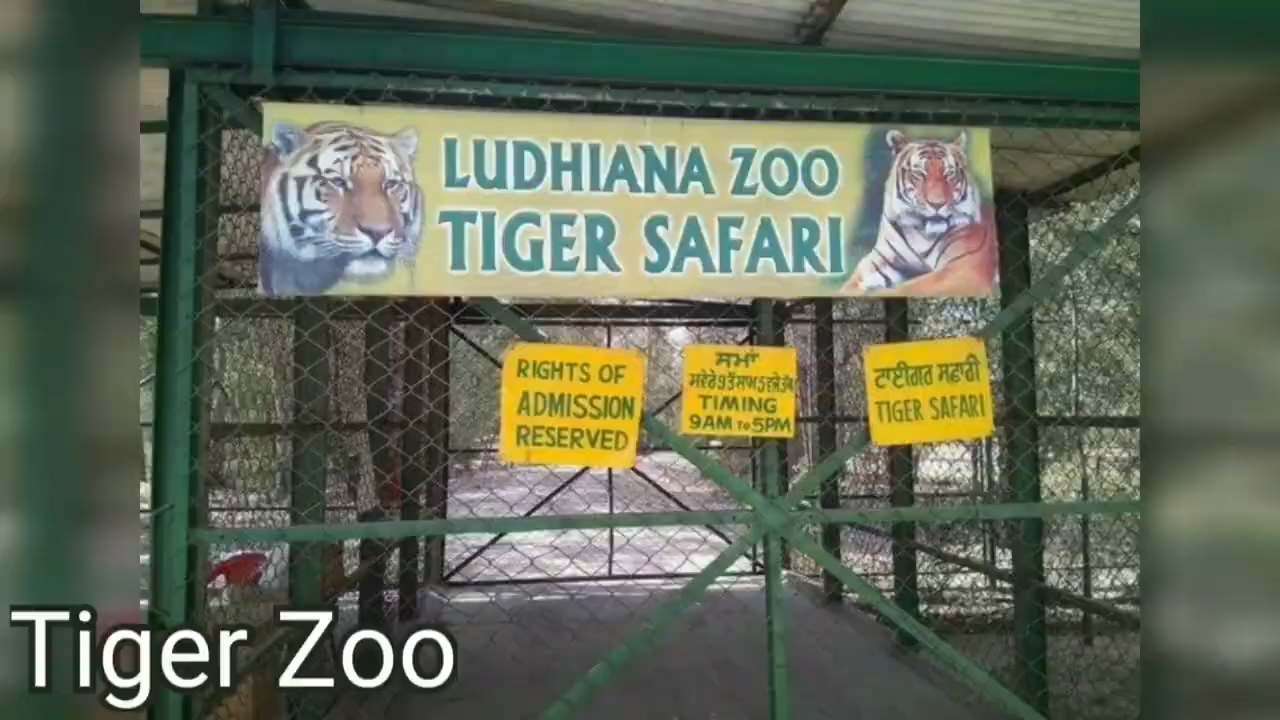 LUDHIANA ZOO
TIGER SAFARI
RIGHTS OF
ADMISSION
RESERVED
ਸਮਾਂ
TIMING
9AM TO 5PM
ਟਾਈਗਰ ਸਫਾਰੀ
TIGER SAFARI
Tiger Zoo